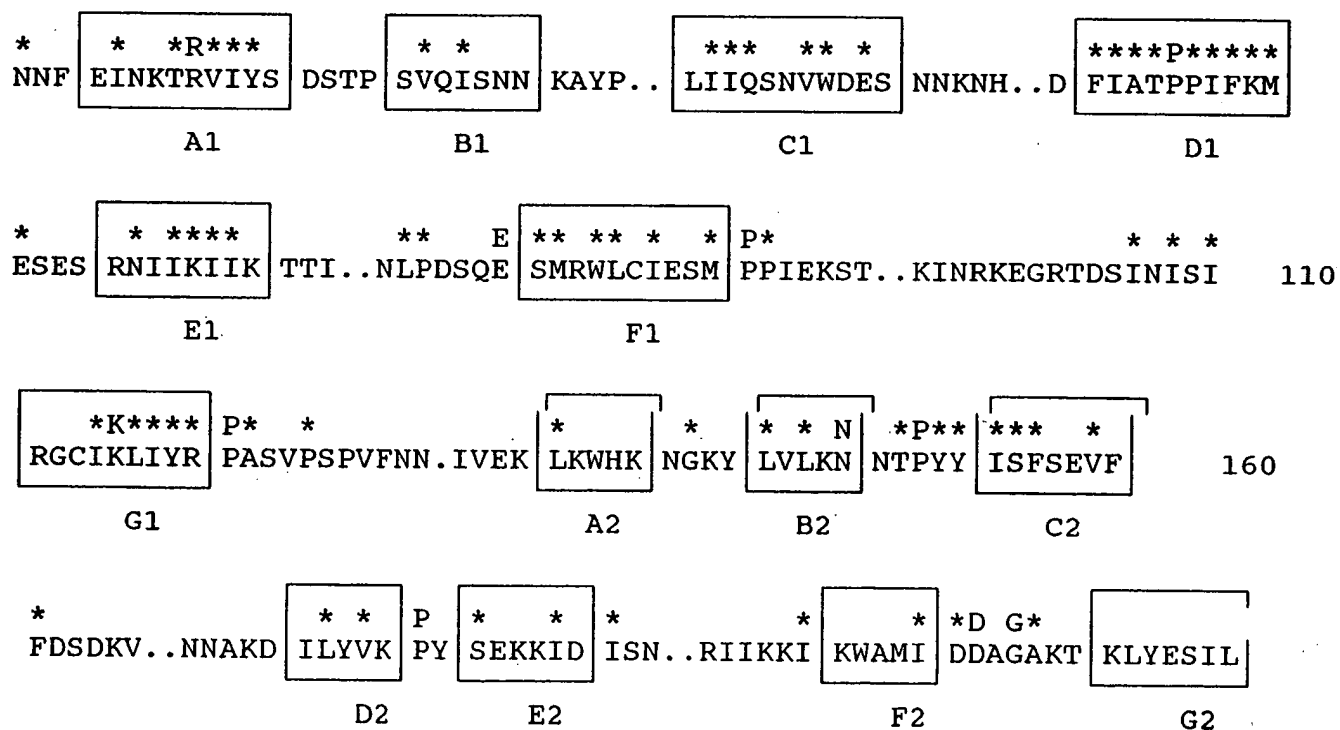 * * *R*** * * *** ** * ****P*****
NNF EINKTRVIYS DSTP SVQISNN KAYP.. LIIQSNVWDES NNKNH..D FIATPPIFKM
A1 B1 C1 D1
* * **** ** E ** ** * * P* * * *
ESES RNIIKIIK TTI..NLPDSQE SMRWLCIESM PPIEKST..KINRKEGRTDSINISI 110
E1 F1
*K**** P* * * * * * N *P** *** *
RGCIKLIYR PASVPSPVFNN.IVEK LKWHK NGKY LVLKN NTPYY ISFSEVF 160
G1 A2 B2 C2
* * * P * * * * * *D G*
FDSDKV..NNAKD ILYVK PY SEKKID ISN..RIIKKI KWAMI DDAGAKT KLYESIL
D2 E2 F2 G2